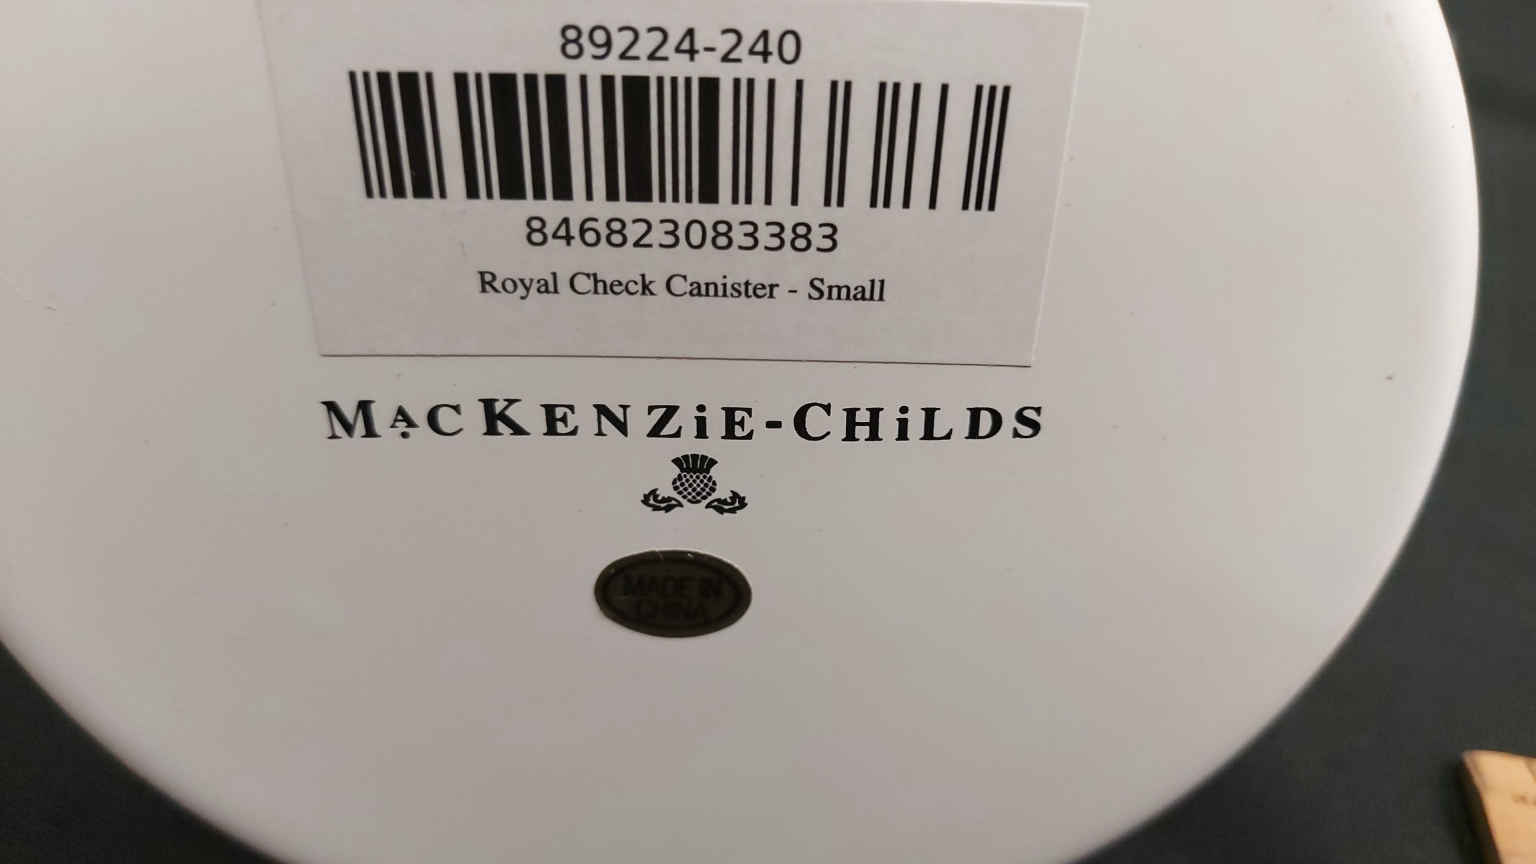 89224-240
846823083383
Royal Check Canister - Small
MACKENZiE-CHiLDS
MADE IN
CHINA